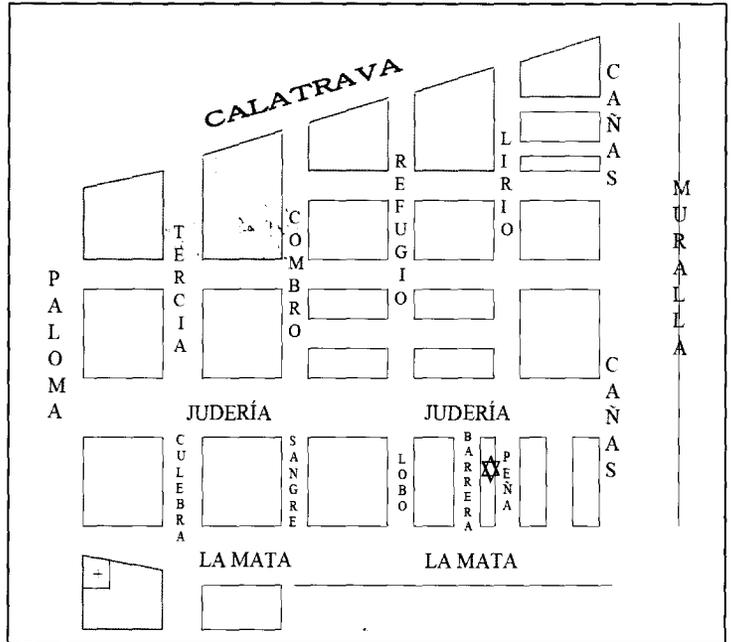 CALATRAVA
CAÑAS
LIRIO
REFUGIO
MURALLA
COMBRO
TERCIA
PALOMA
CAÑAS
JUDERÍA
JUDERÍA
CULEBRA
SANGRE
LOBO
BARRERA
PEÑA
LA MATA
LA MATA